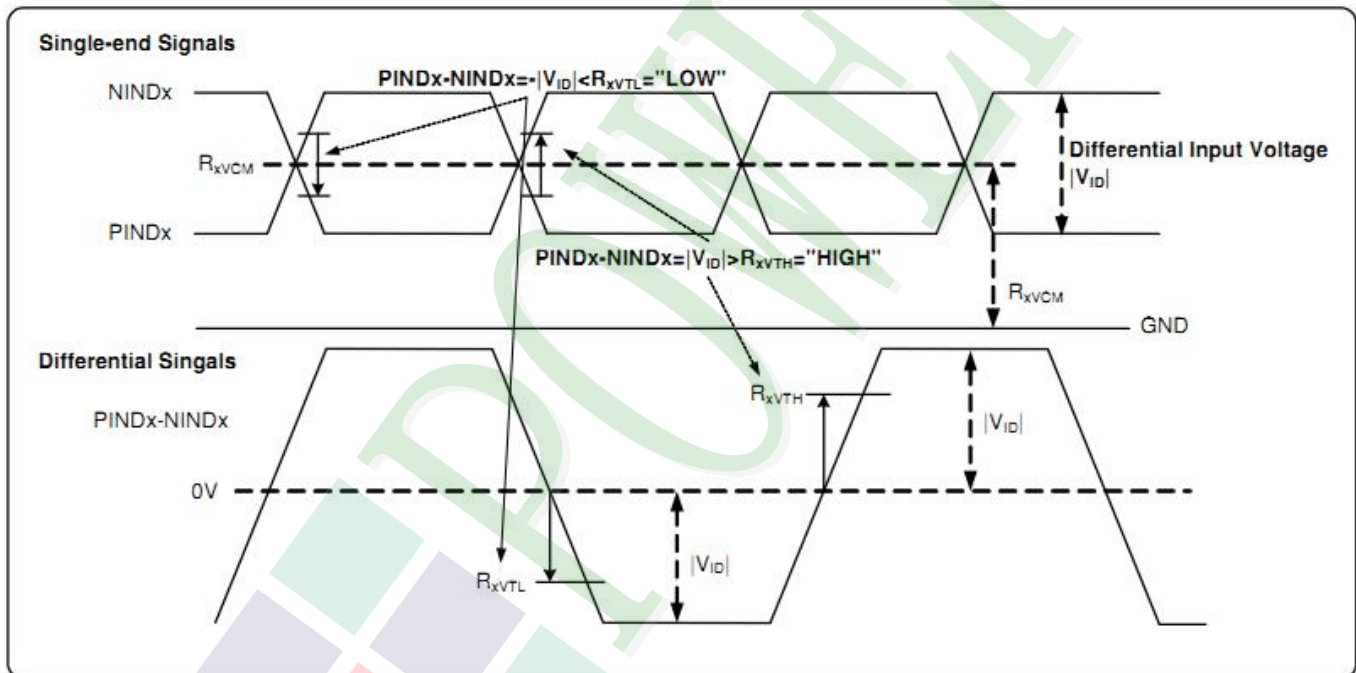 Single-end Signals
PINDx-NINDx=-|VID|<RxVTL="LOW"
NINDx
RxVCM
Differential Input Voltage
|VID|
PINDx
PINDx-NINDx=|VID|>RxVTH="HIGH"
RxVCM
GND
Differential Singals
RxVTH
PINDx-NINDx
|VID|
0V
|VID|
RxVTL
POWE